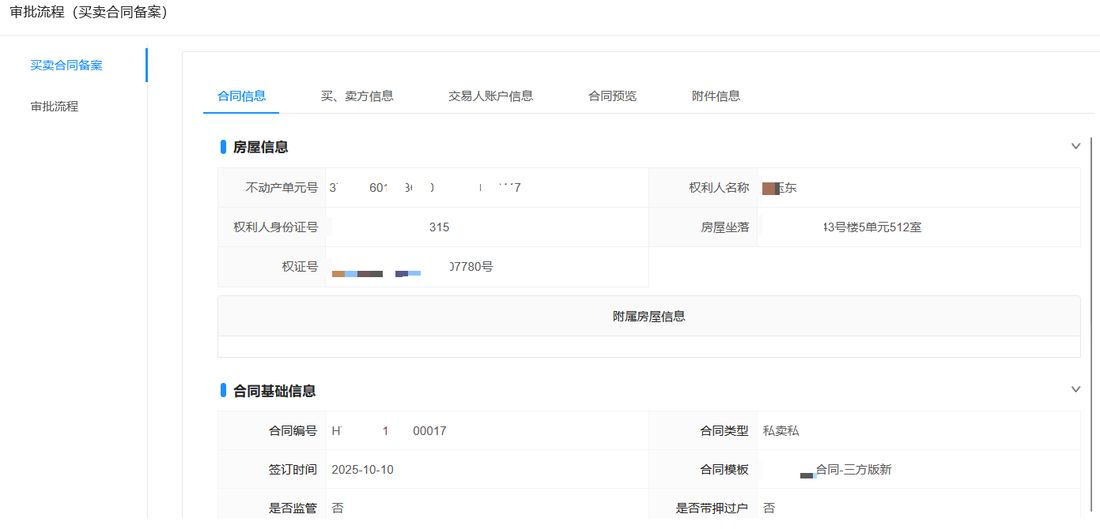 审批流程（买卖合同备案）
买卖合同备案
审批流程
合同信息 买、卖方信息 交易人账户信息 合同预览 附件信息
房屋信息
不动产单元号 权利人名称 东
权利人身份证号 315 房屋坐落 3号楼5单元512室
权证号 07780号
附属房屋信息
合同基础信息
合同编号 H 1 00017 合同类型 私卖私
签订时间 2025-10-10 合同模板 合同-三方版新
是否监管 否 是否带押过户 否